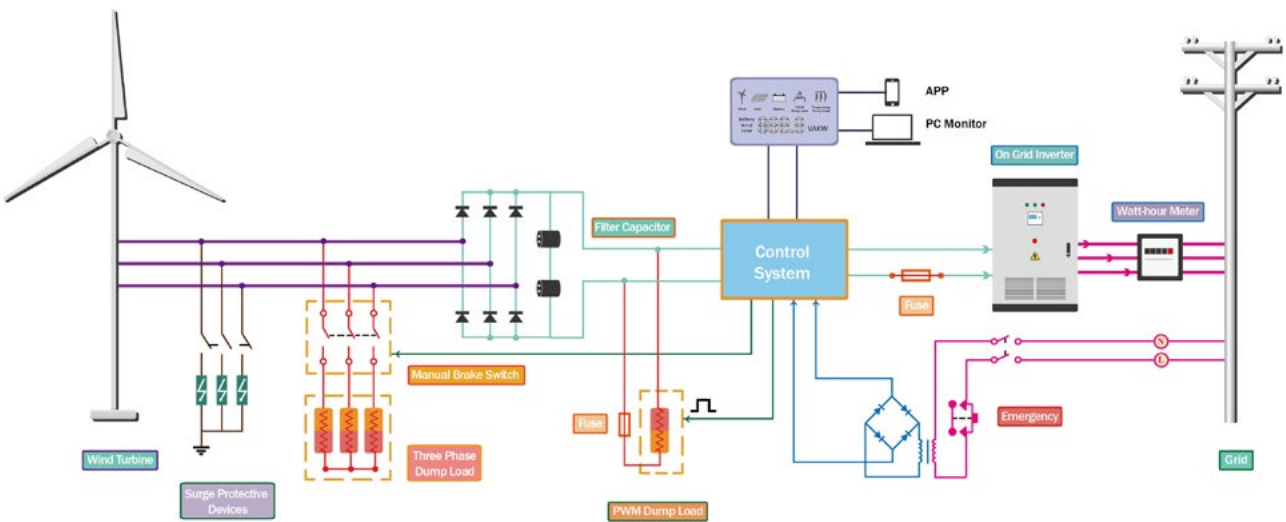 APP
PC Monitor
VAKW
On Grid Inverter
Watt-hour Meter
Filter Capacitor
Control
System
Fuse
Manual Brake Switch
N
L
Emergency
Fuse
Three Phase
Dump Load
Wind Turbine
Grid
Surge Protective
Devices
PWM Dump Load